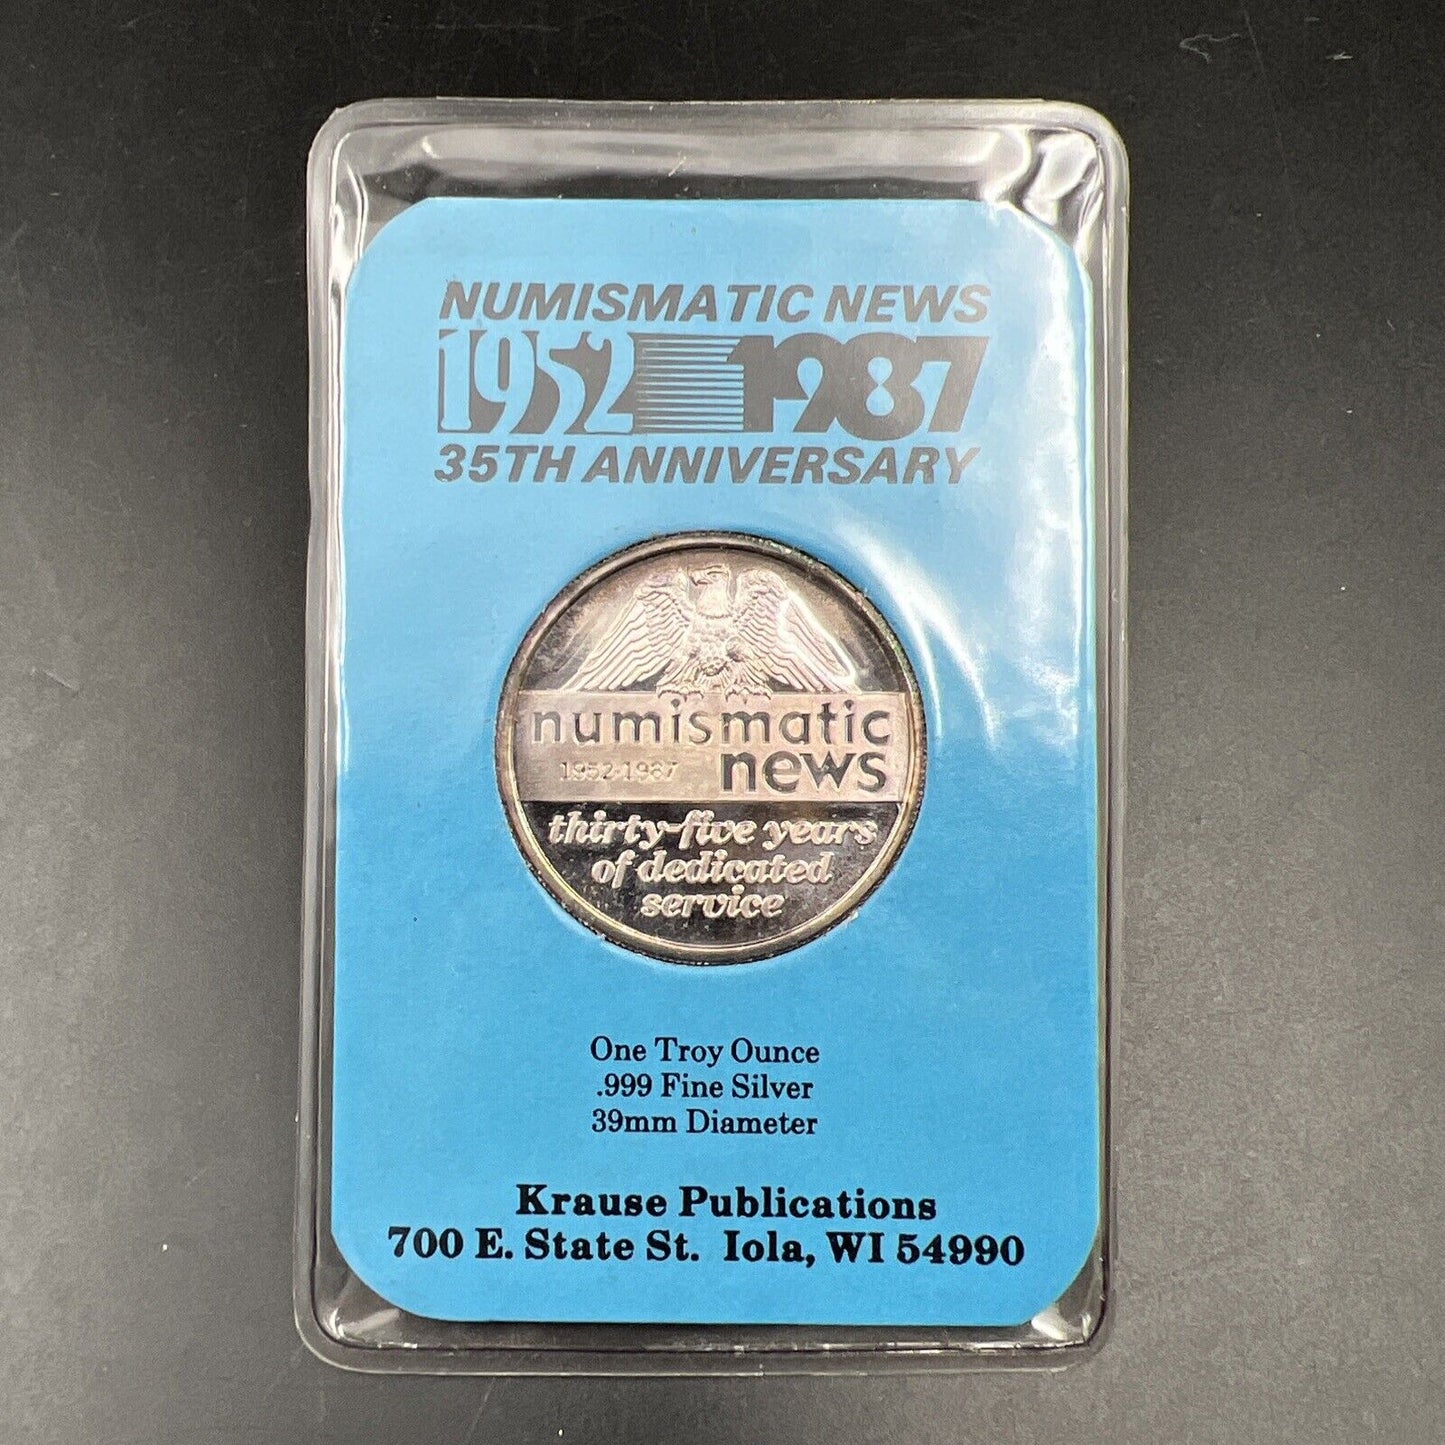 NUMISMATIC NEWS
1952 1987
35TH ANNIVERSARY
numismatic
1952-1987 news
thirty-five years
of dedicated
service
One Troy Ounce
.999 Fine Silver
39mm Diameter
Krause Publications
700 E. State St. Iola, WI 54990